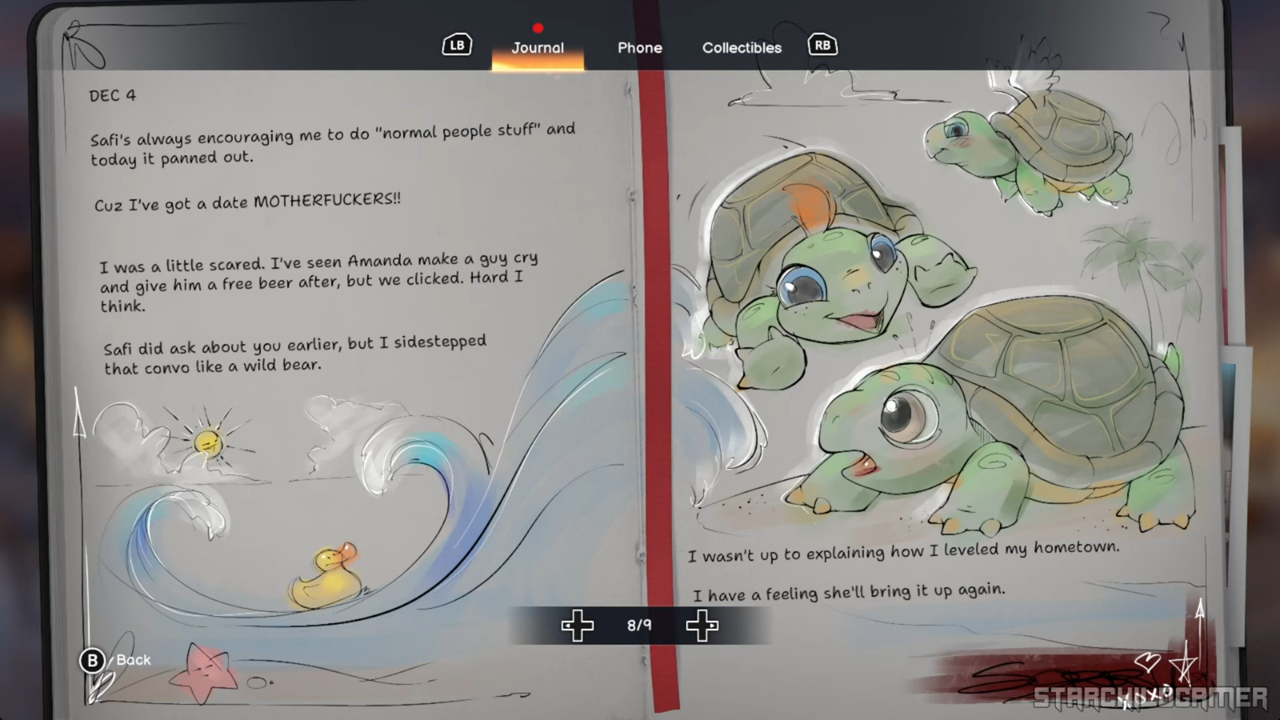 LB
Journal
Phone
Collectibles
RB
DEC 4
Safi's always encouraging me to do "normal people stuff" and
today it panned out.
Cuz I've got a date MOTHERFUCKERS!!
I was a little scared. I've seen Amanda make a guy cry
and give him a free beer after, but we clicked. Hard I
think.
Safi did ask about you earlier, but I sidestepped
that convo like a wild bear.
I wasn't up to explaining how I leveled my hometown.
I have a feeling she'll bring it up again.
8/9
B Back
XOXO
STARCHILDGAMER